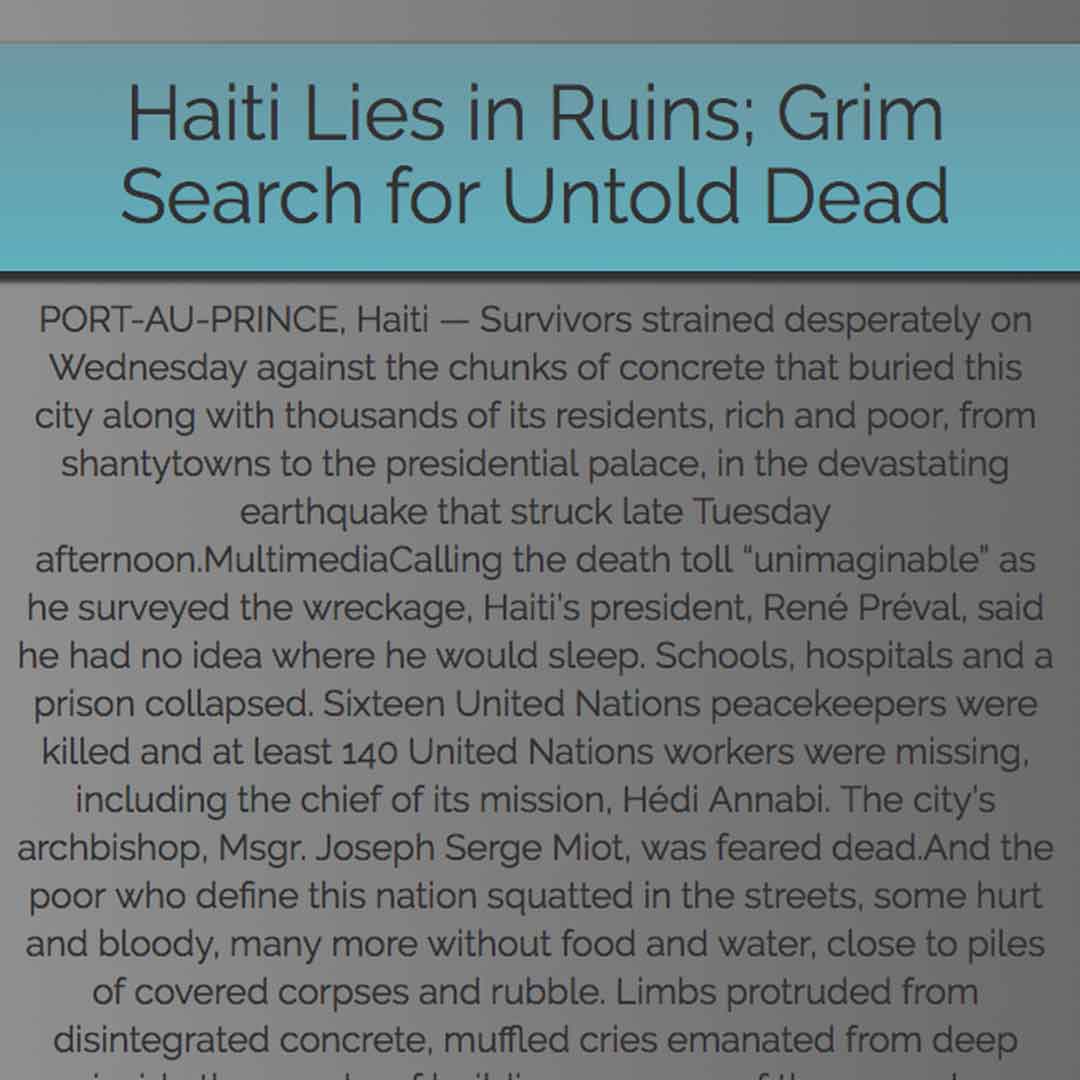 Haiti Lies in Ruins; Grim
Search for Untold Dead
PORT-AU-PRINCE, Haiti — Survivors strained desperately on
Wednesday against the chunks of concrete that buried this
city along with thousands of its residents, rich and poor, from
shantytowns to the presidential palace, in the devastating
earthquake that struck late Tuesday
afternoon.MultimediaCalling the death toll “unimaginable” as
he surveyed the wreckage, Haiti’s president, René Préval, said
he had no idea where he would sleep. Schools, hospitals and a
prison collapsed. Sixteen United Nations peacekeepers were
killed and at least 140 United Nations workers were missing,
including the chief of its mission, Hédi Annabi. The city’s
archbishop, Msgr. Joseph Serge Miot, was feared dead.And the
poor who define this nation squatted in the streets, some hurt
and bloody, many more without food and water, close to piles
of covered corpses and rubble. Limbs protruded from
disintegrated concrete, muffled cries emanated from deep